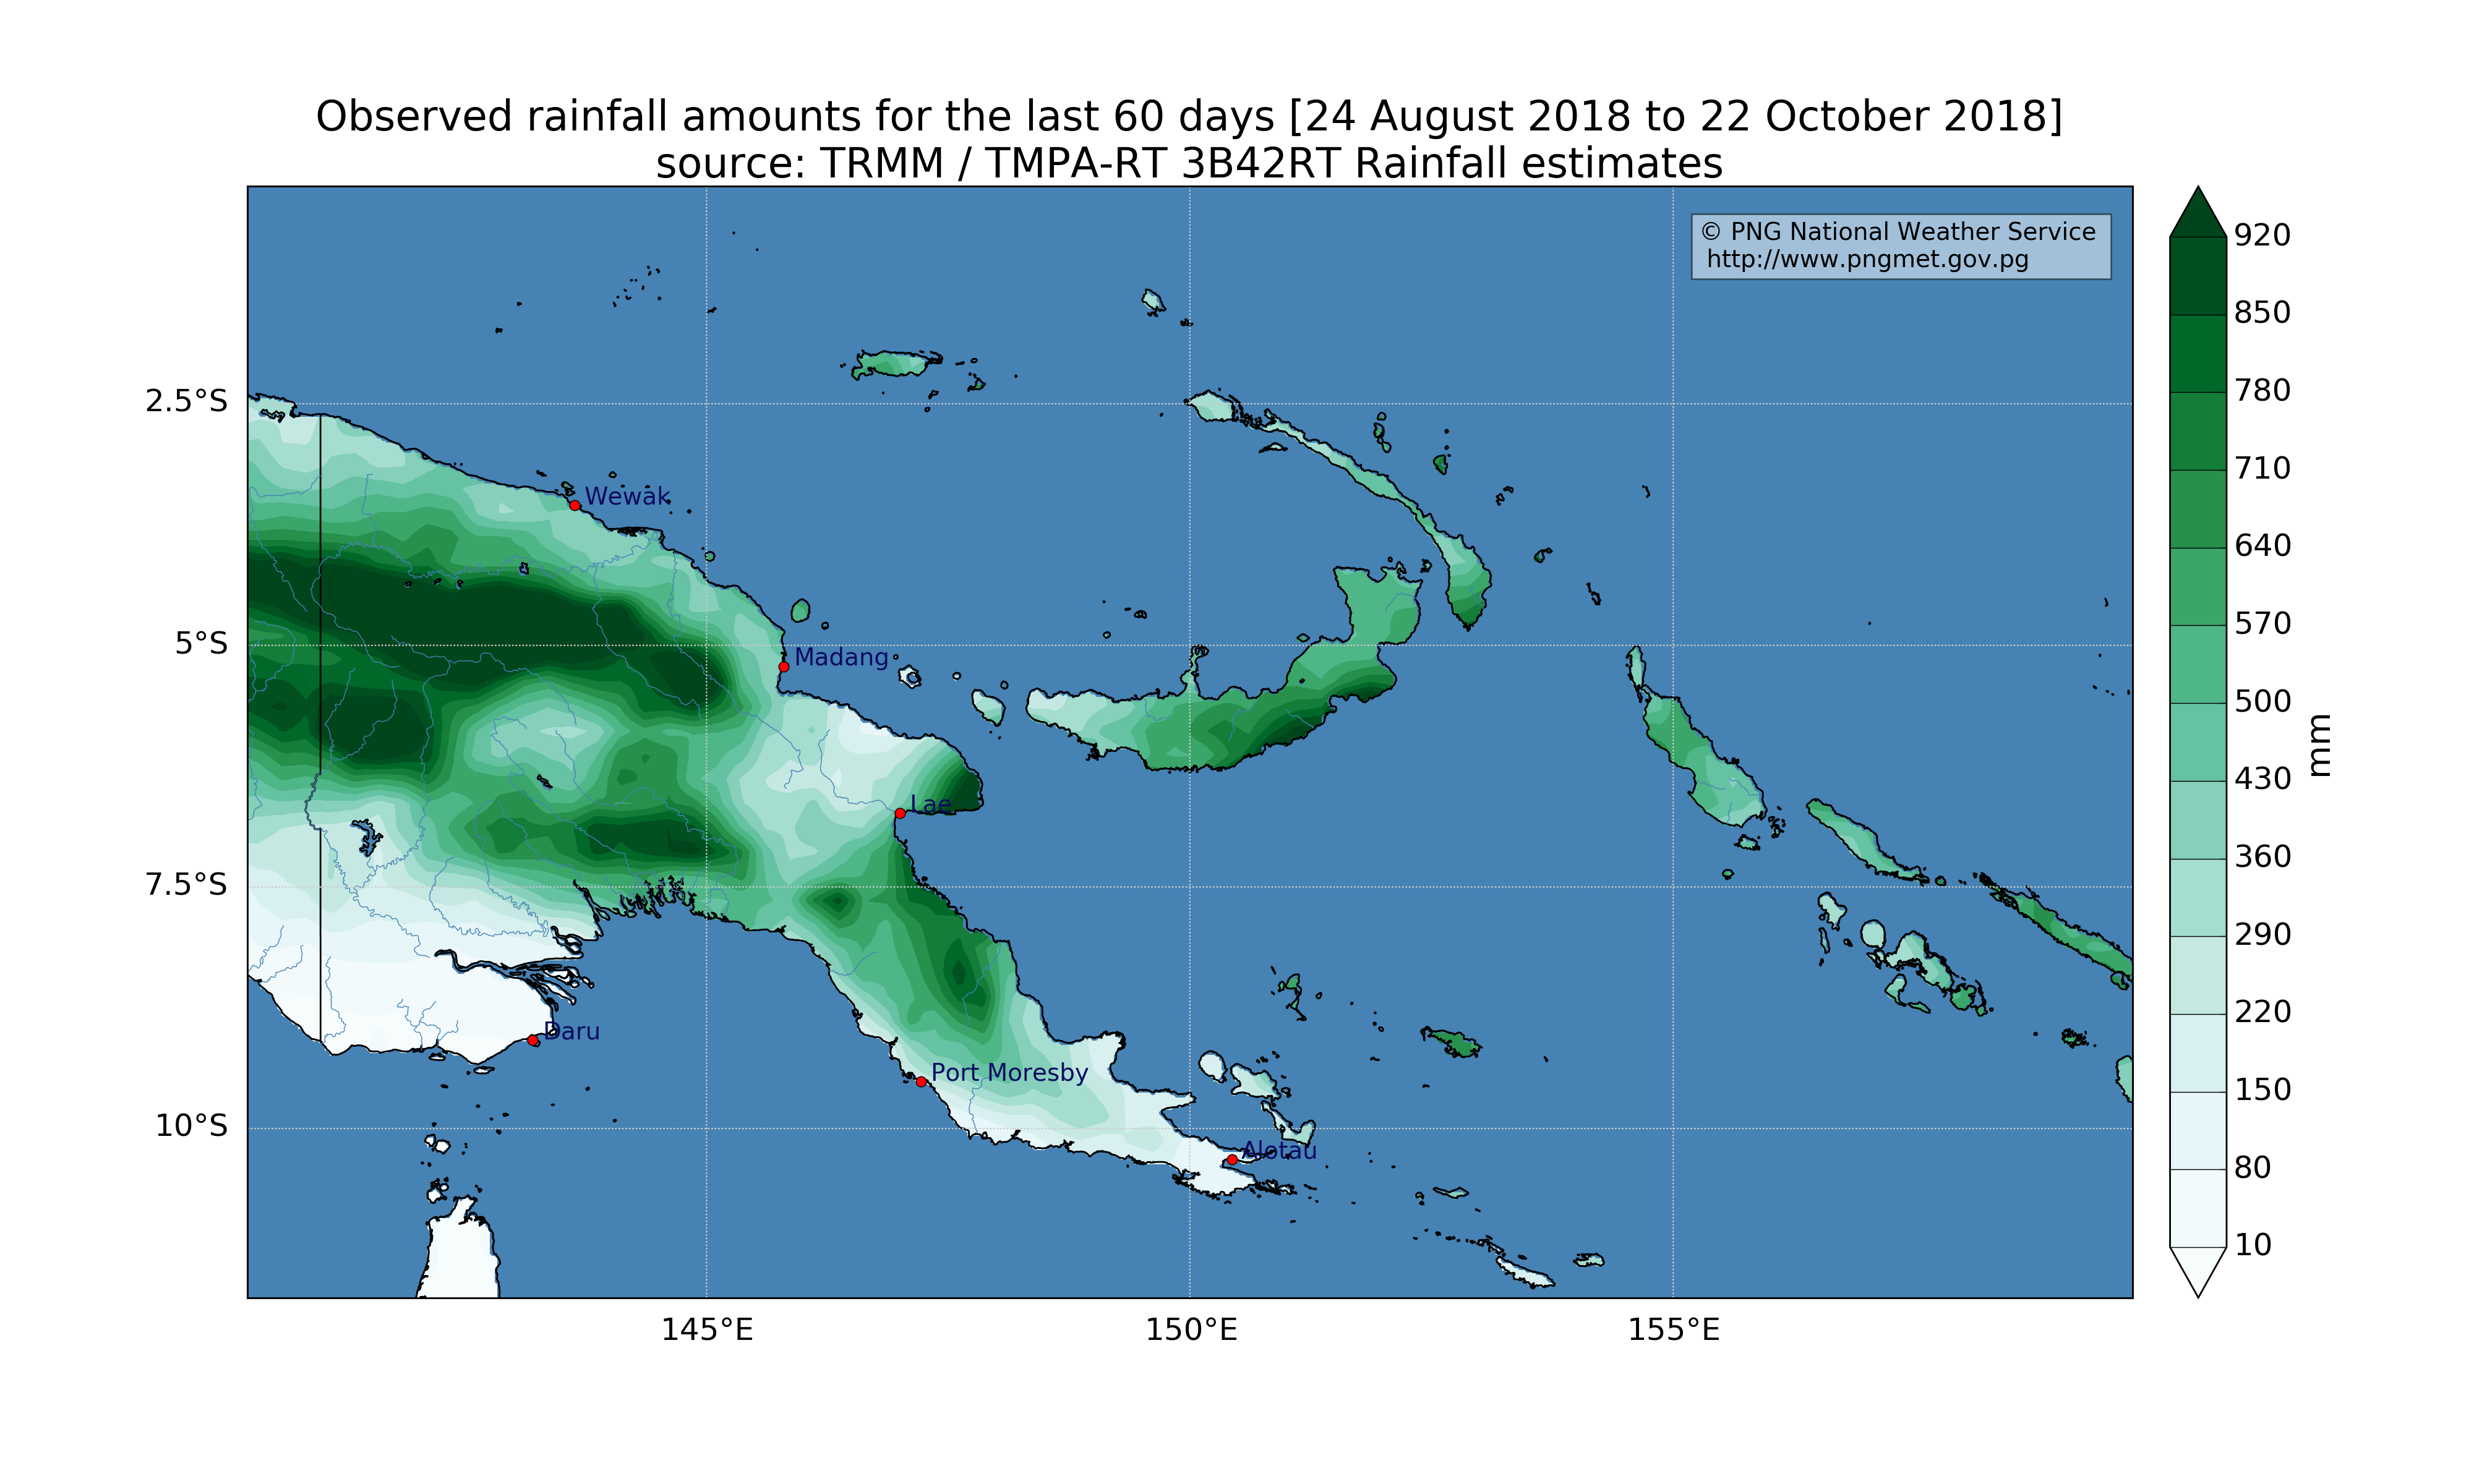 Observed rainfall amounts for the last 60 days [24 August 2018 to 22 October 2018]
source: TRMM / TMPA-RT 3B42RT Rainfall estimates
© PNG National Weather Service
http://www.pngmet.gov.pg
920
850
780
710
640
570
500
430
360
290
220
150
80
10
mm
2.5°S
5°S
7.5°S
10°S
Wewak
Madang
Lae
Daru
Port Moresby
Alotau
145°E
150°E
155°E